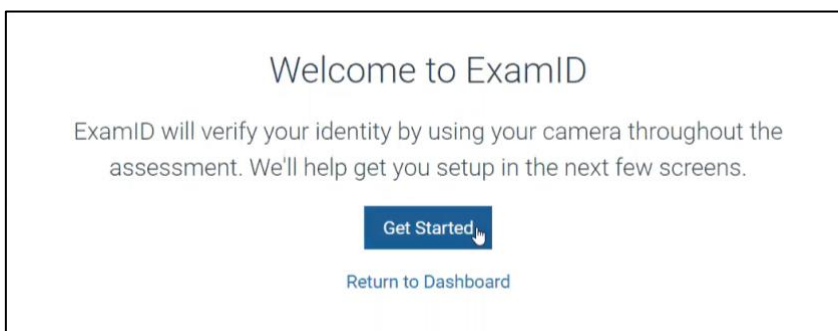 Welcome to ExamID
ExamID will verify your identity by using your camera throughout the
assessment. We'll help get you setup in the next few screens.
Get Started
Return to Dashboard